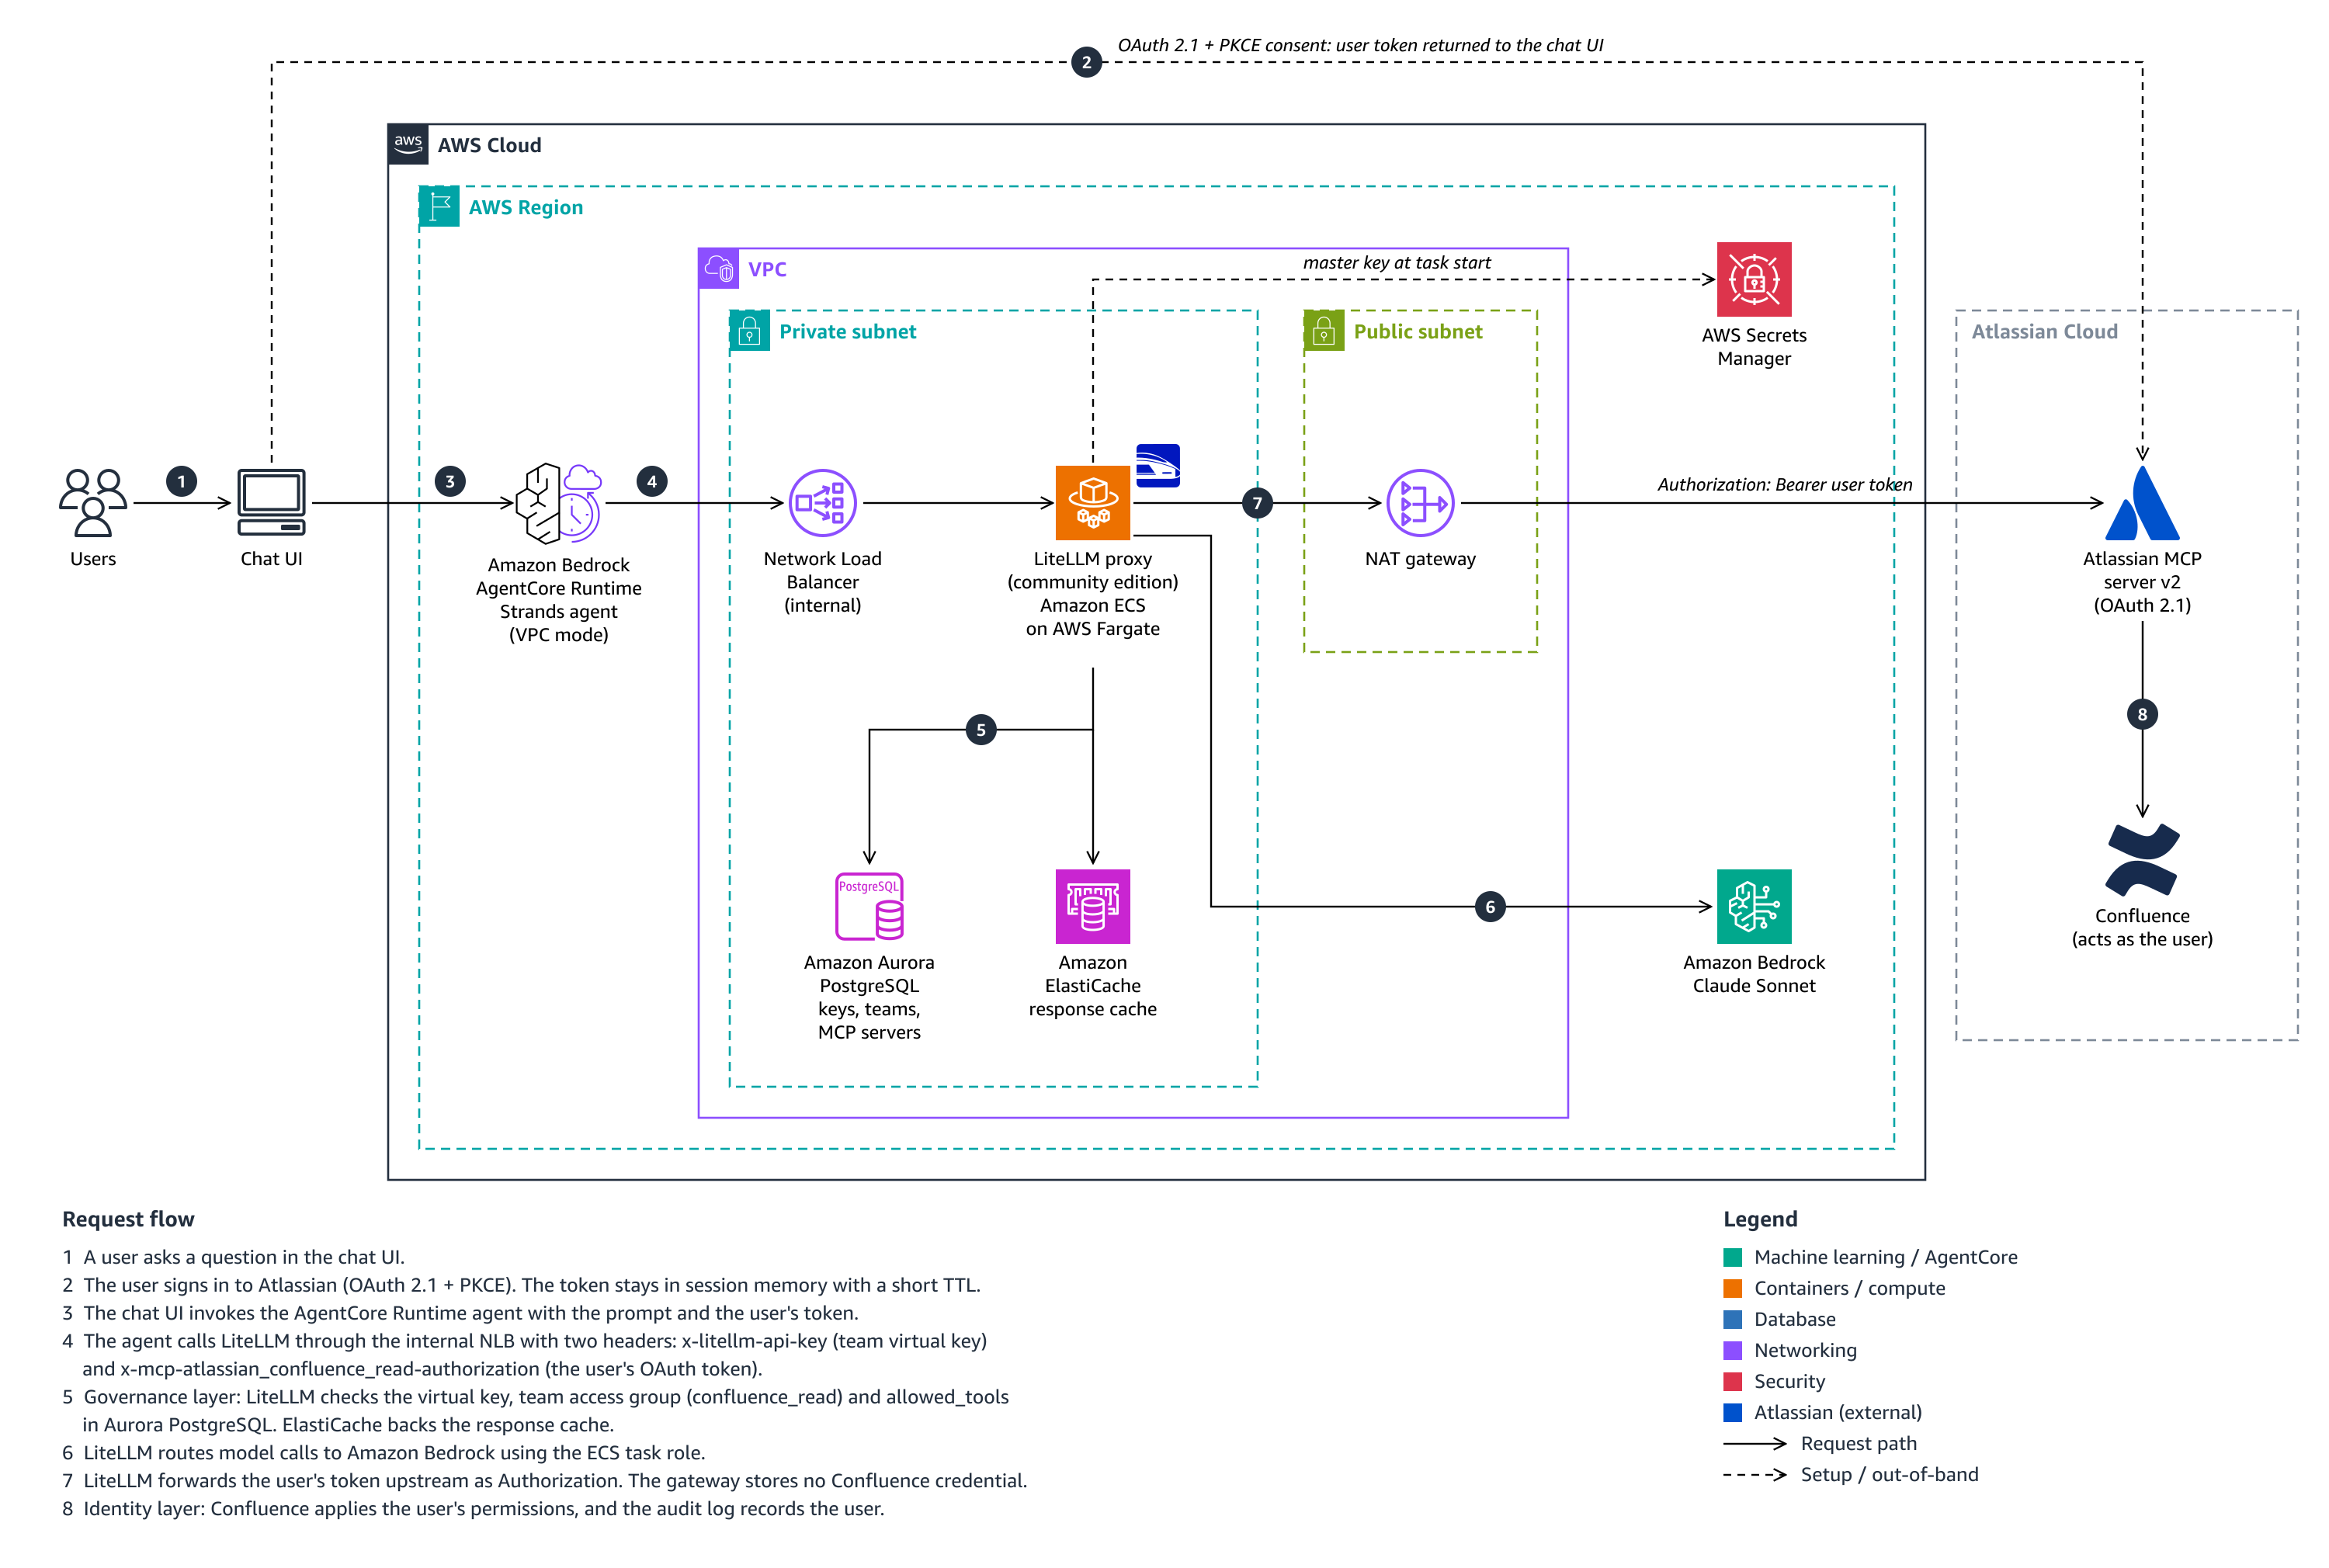 OAuth 2.1 + PKCE consent: user token returned to the chat UI
2
aws
AWS Cloud
AWS Region
VPC
master key at task start
AWS Secrets
Manager
Private subnet
Public subnet
Atlassian Cloud
1
3
4
7
Authorization: Bearer user token
Users
Chat UI
Amazon Bedrock
AgentCore Runtime
Strands agent
(VPC mode)
Network Load
Balancer
(internal)
LiteLLM proxy
(community edition)
Amazon ECS
on AWS Fargate
NAT gateway
Atlassian MCP
server v2
(OAuth 2.1)
5
8
PostgreSQL
6
Amazon Aurora
PostgreSQL
keys, teams,
MCP servers
Amazon
ElastiCache
response cache
Amazon Bedrock
Claude Sonnet
Confluence
(acts as the user)
Request flow
1 A user asks a question in the chat UI.
2 The user signs in to Atlassian (OAuth 2.1 + PKCE). The token stays in session memory with a short TTL.
3 The chat UI invokes the AgentCore Runtime agent with the prompt and the user's token.
4 The agent calls LiteLLM through the internal NLB with two headers: x-litellm-api-key (team virtual key)
and x-mcp-atlassian_confluence_read-authorization (the user's OAuth token).
5 Governance layer: LiteLLM checks the virtual key, team access group (confluence_read) and allowed_tools
in Aurora PostgreSQL. ElastiCache backs the response cache.
6 LiteLLM routes model calls to Amazon Bedrock using the ECS task role.
7 LiteLLM forwards the user's token upstream as Authorization. The gateway stores no Confluence credential.
8 Identity layer: Confluence applies the user's permissions, and the audit log records the user.
Legend
Machine learning / AgentCore
Containers / compute
Database
Networking
Security
Atlassian (external)
Request path
Setup / out-of-band